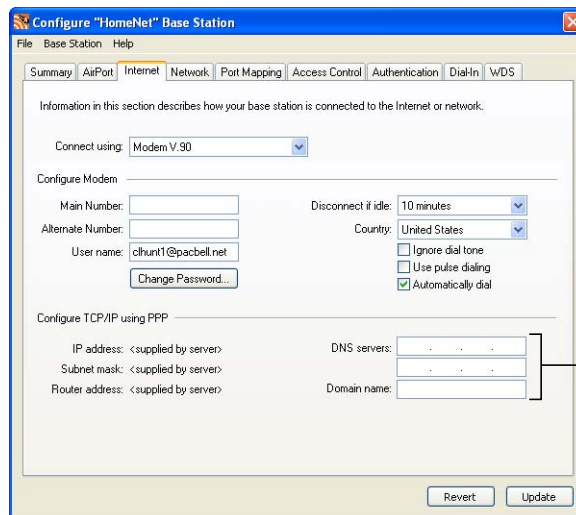 Configure "HomeNet" Base Station
File Base Station Help
Summary AirPort Internet Network Port Mapping Access Control Authentication Dial-In WDS
Information in this section describes how your base station is connected to the Internet or network.
Connect using: Modem V.90
Configure Modem
Main Number:
Disconnect if idle: 10 minutes
Alternate Number:
Country: United States
User name: clhunt1@pacbell.net
Ignore dial tone
Change Password...
Use pulse dialing
Automatically dial
Configure TCP/IP using PPP
IP address: <supplied by server>
DNS servers: . . .
Subnet mask: <supplied by server>
. . .
Router address: <supplied by server>
Domain name:
Revert Update